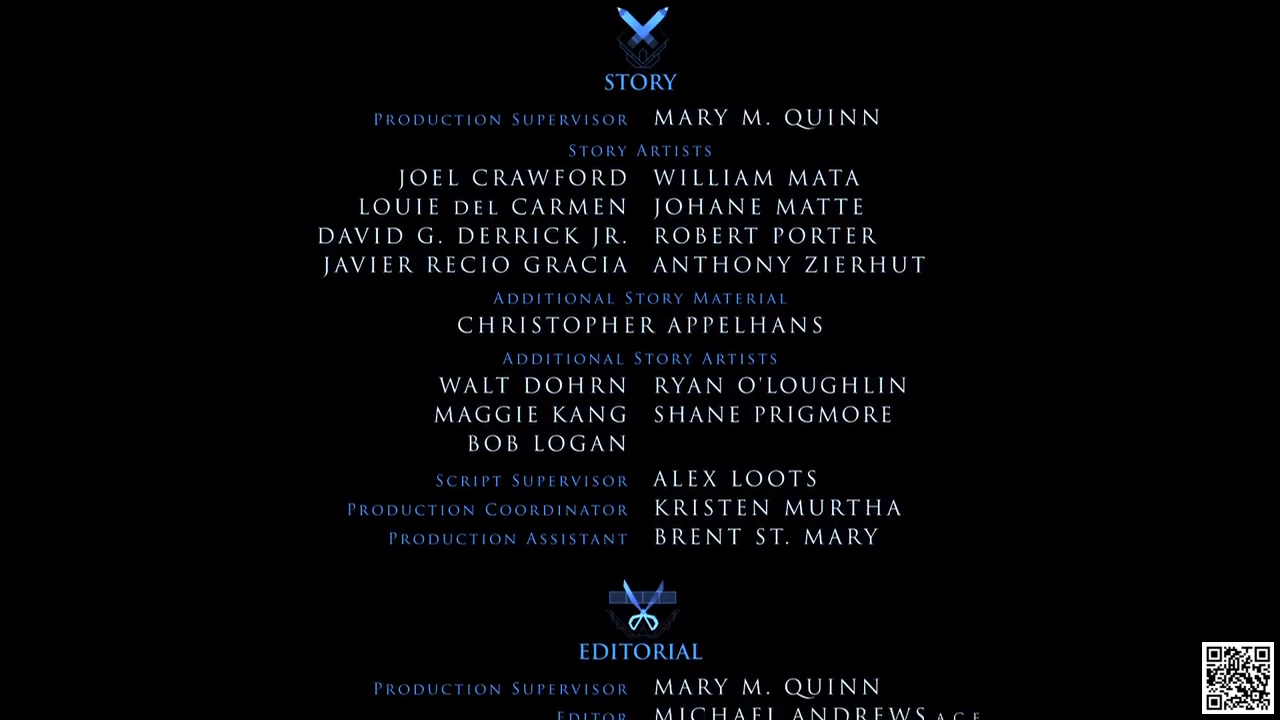 STORY
PRODUCTION SUPERVISOR MARY M. QUINN
STORY ARTISTS
JOEL CRAWFORD WILLIAM MATA
LOUIE DEL CARMEN JOHANE MATTE
DAVID G. DERRICK JR. ROBERT PORTER
JAVIER RECIO GRACIA ANTHONY ZIERHUT
ADDITIONAL STORY MATERIAL
CHRISTOPHER APPELHANS
ADDITIONAL STORY ARTISTS
WALT DOHRN RYAN O'LOUGHLIN
MAGGIE KANG SHANE PRIGMORE
BOB LOGAN
SCRIPT SUPERVISOR ALEX LOOTS
PRODUCTION COORDINATOR KRISTEN MURTHA
PRODUCTION ASSISTANT BRENT ST. MARY
EDITORIAL
PRODUCTION SUPERVISOR MARY M. QUINN
EDITOR MICHAEL ANDREWS A.C.E.